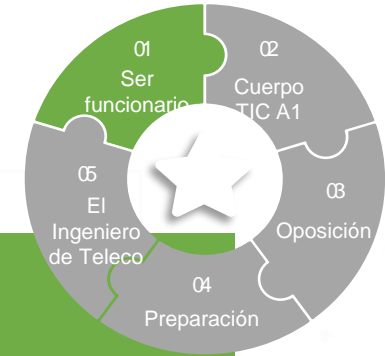 01
Ser
funcionario
02
Cuerpo
TIC A1
03
Oposición
04
Preparación
05
El
Ingeniero
de Teleco